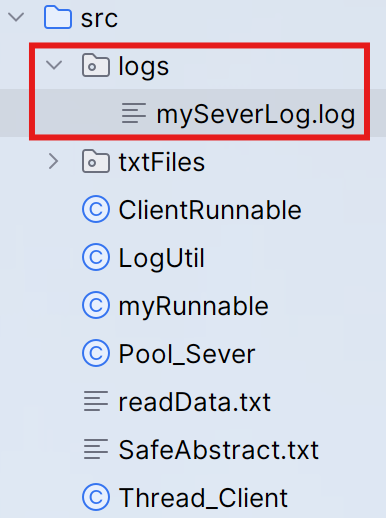 src
logs
mySeverLog.log
txtFiles
ClientRunnable
LogUtil
myRunnable
Pool_Sever
readData.txt
SafeAbstract.txt
Thread_Client